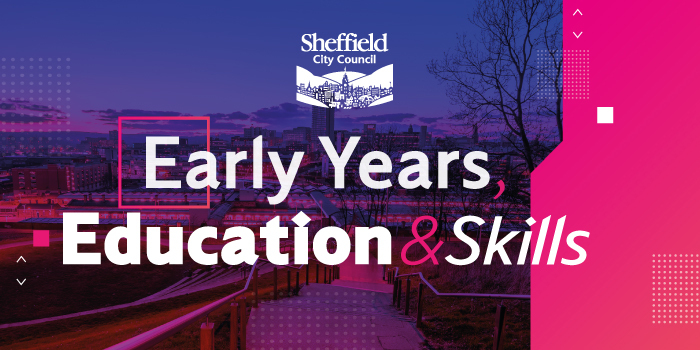 Sheffield
City Council
Early Years,
Education & Skills